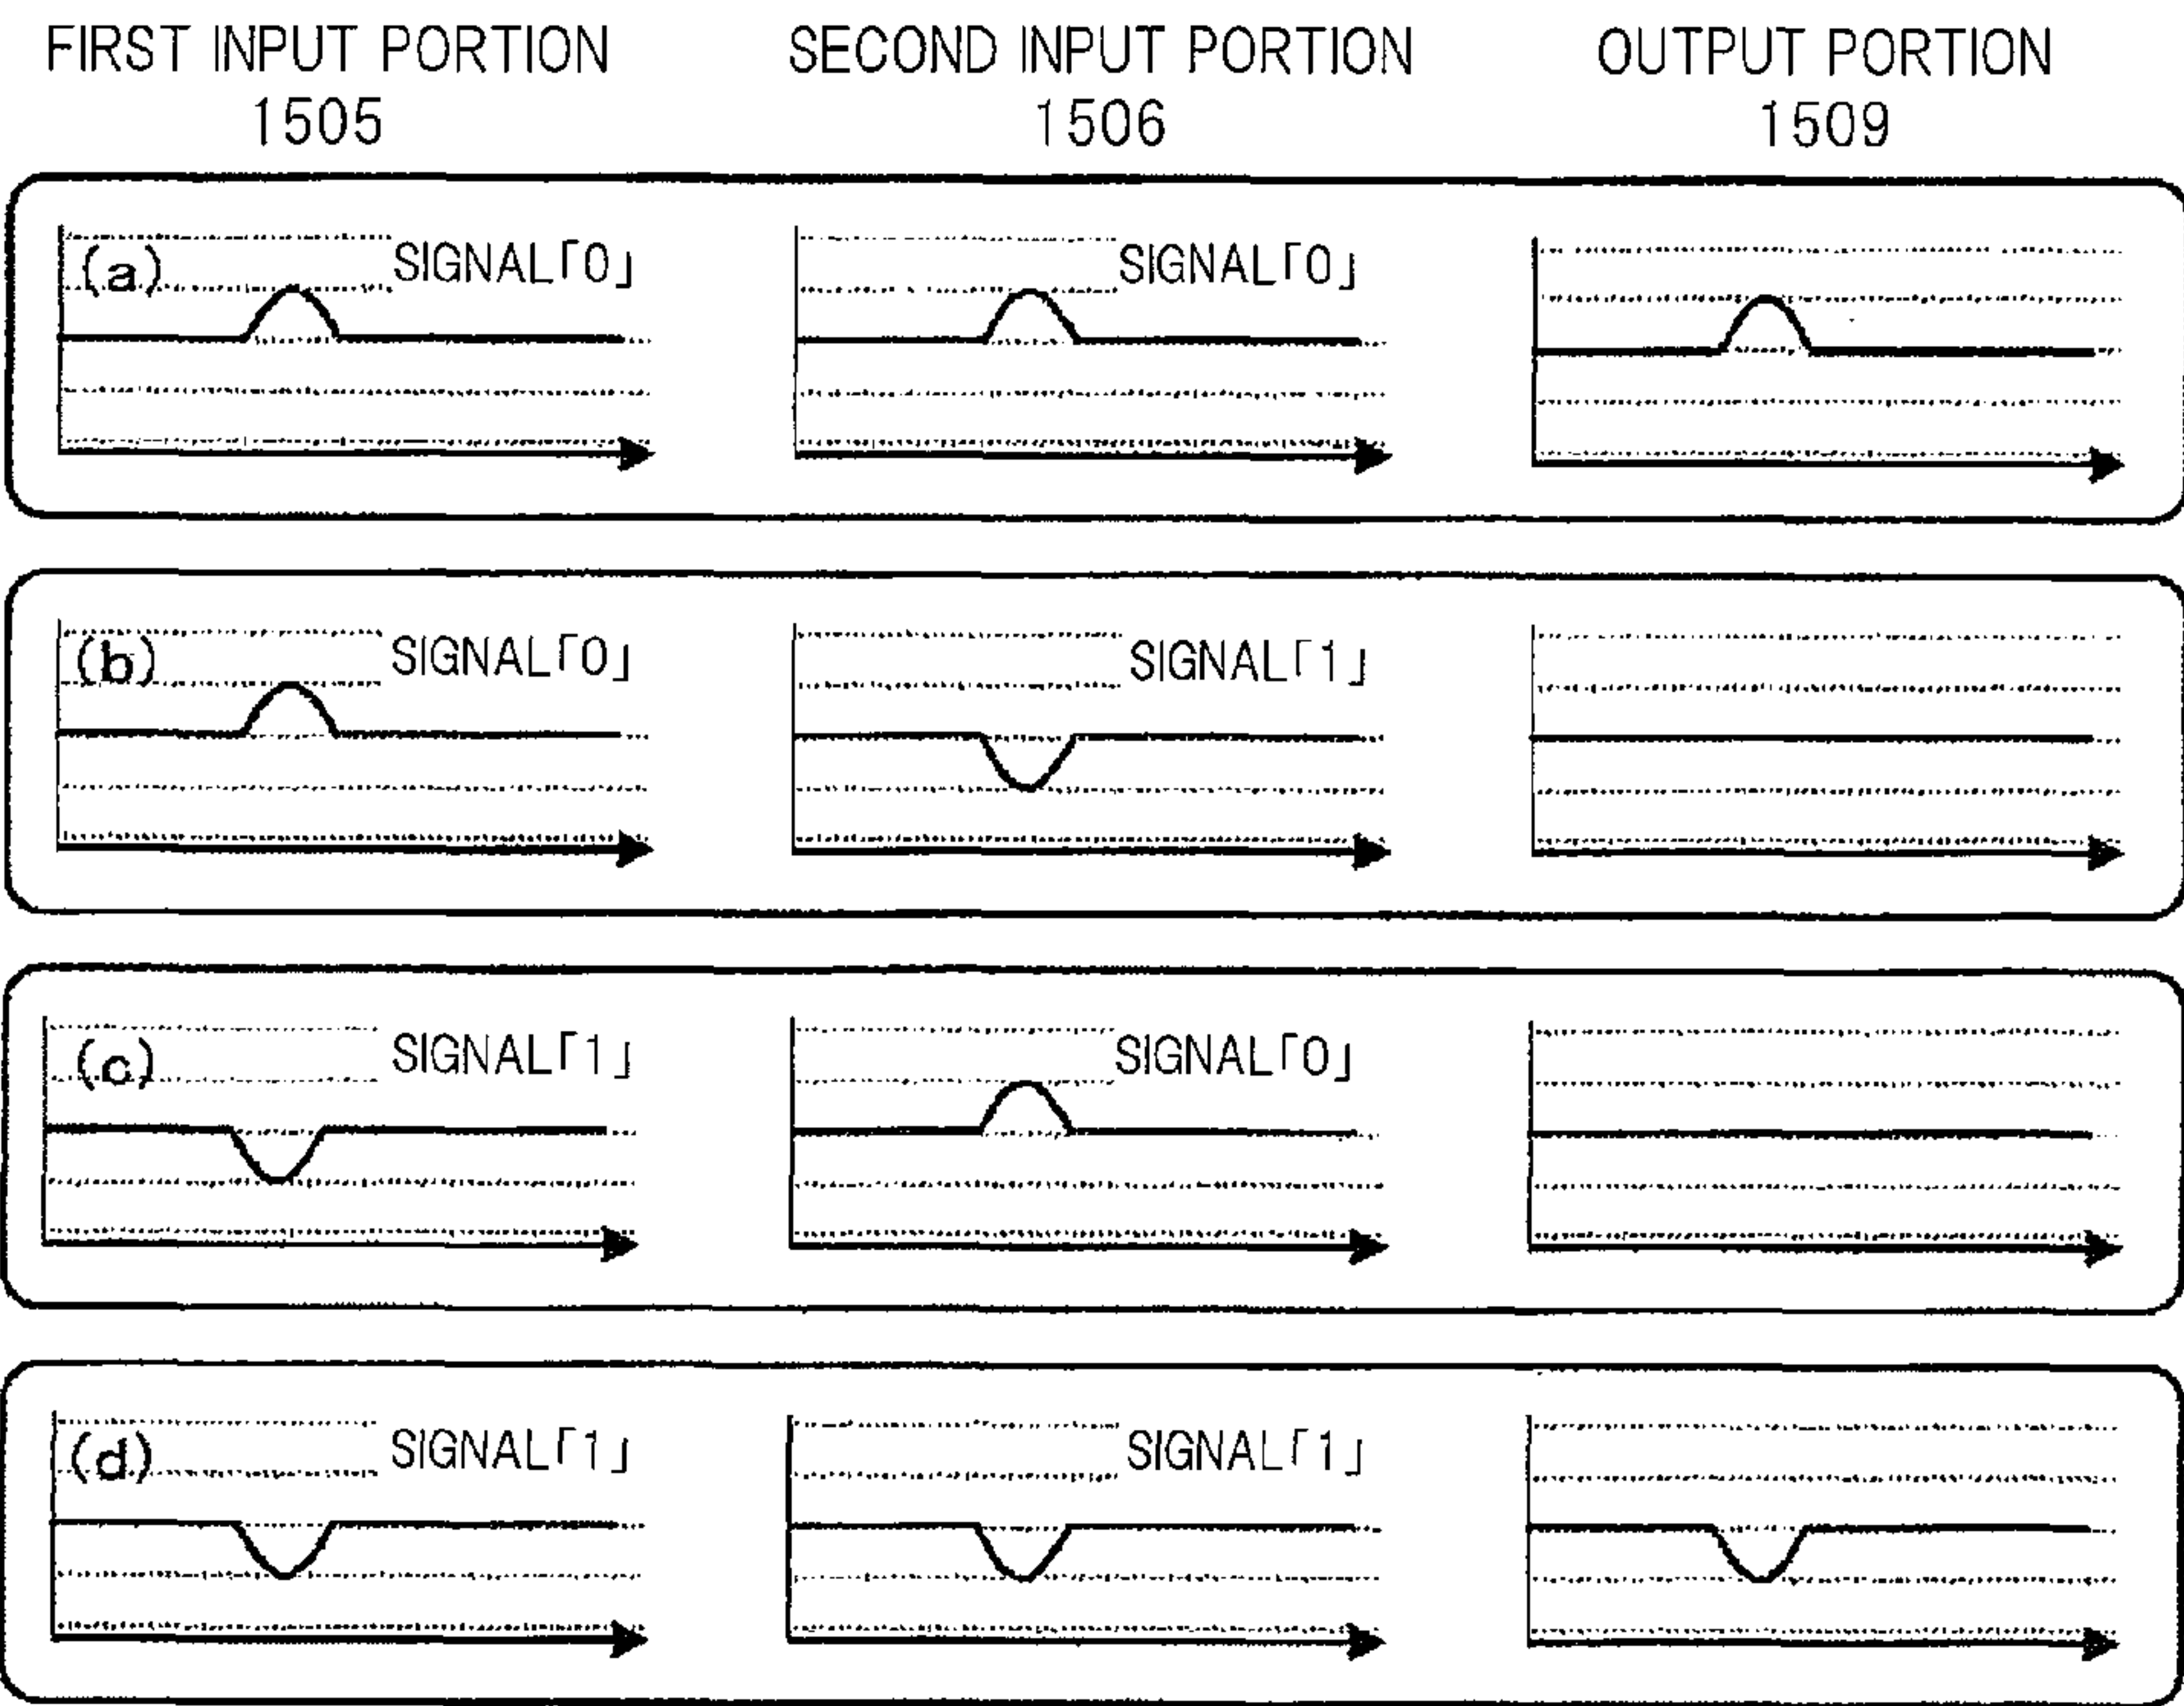 FIRST INPUT PORTION
1505
SECOND INPUT PORTION
1506
OUTPUT PORTION
1509
(a)
SIGNAL「0」
SIGNAL「0」
(b)
SIGNAL「0」
SIGNAL「1」
(c)
SIGNAL「1」
SIGNAL「0」
(d)
SIGNAL「1」
SIGNAL「1」